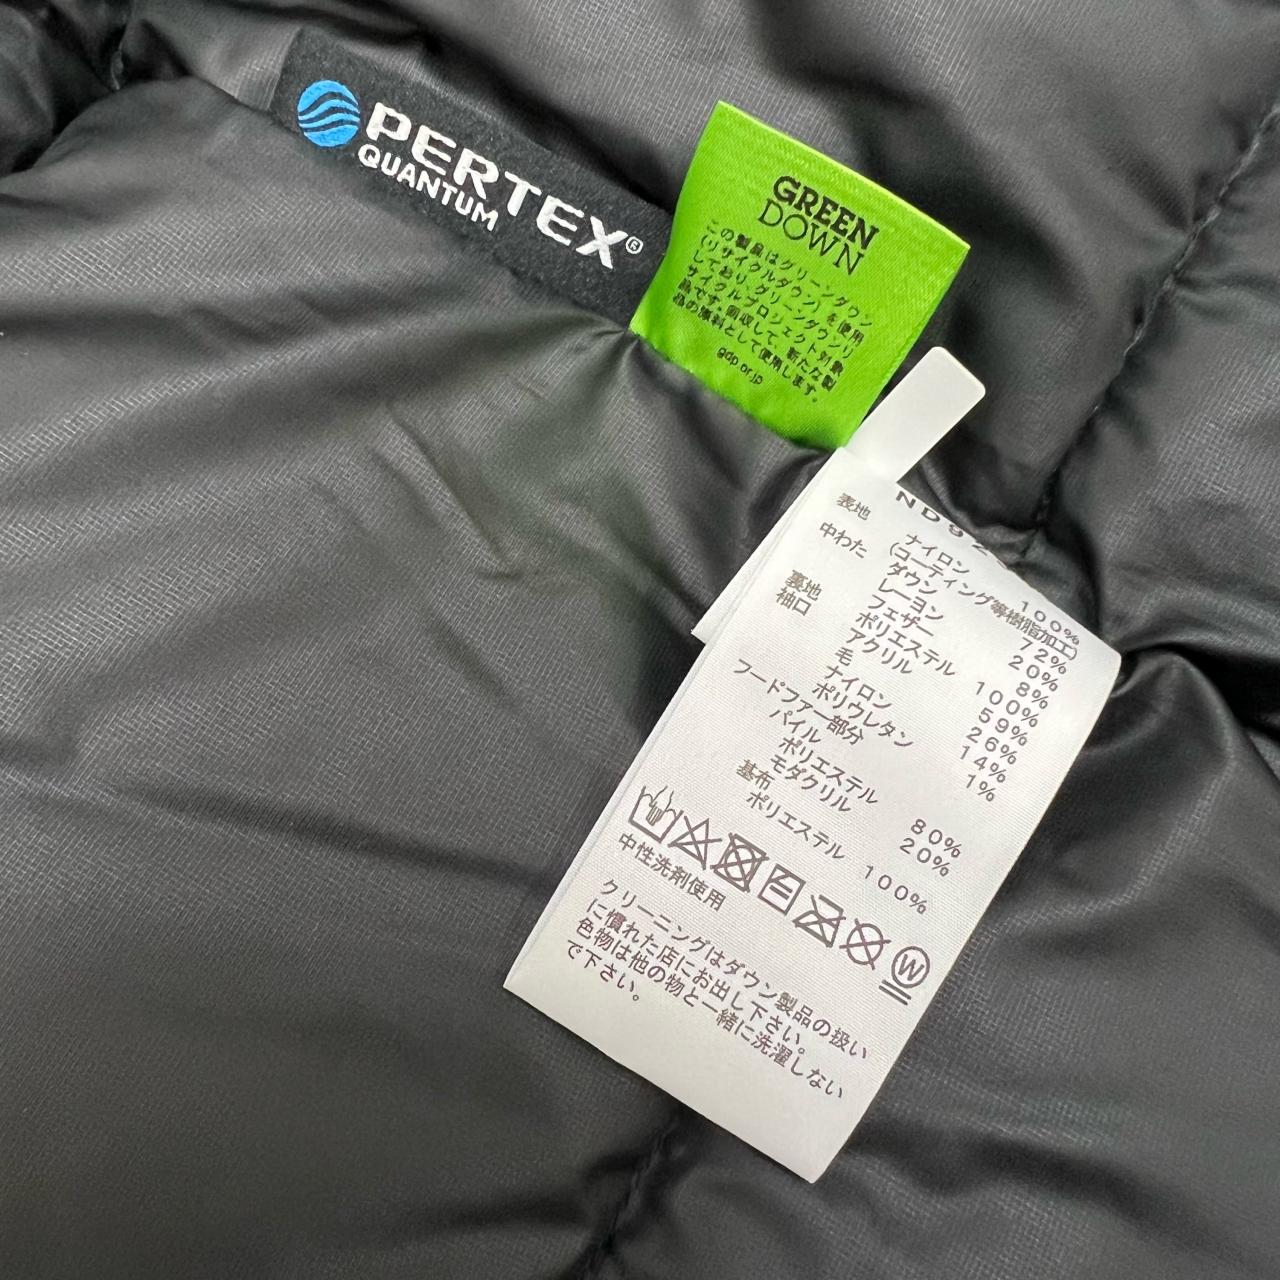 PERTEX®
QUANTUM
GREEN
DOWN
この製品はグリーンダウン
(リサイクルダウン)を使用
しており、グリーンダウンリ
サイクルプロジェクト対象
品です。回収して、新たな製
品の原料として使用します。
gdp.or.jp
ND92
表地 ナイロン 100%
(コーティング等樹脂加工)
中わた ダウン 72%
レーヨン 20%
フェザー 8%
裏地 ポリエステル 100%
袖口 アクリル 59%
毛 26%
ナイロン 14%
ポリウレタン 1%
フードファー部分
パイル
ポリエステル 80%
モダクリル 20%
基布
ポリエステル 100%
W
中性洗剤使用
クリーニングはダウン製品の扱い
に慣れた店にお出し下さい。
色物は他の物と一緒に洗濯しない
で下さい。